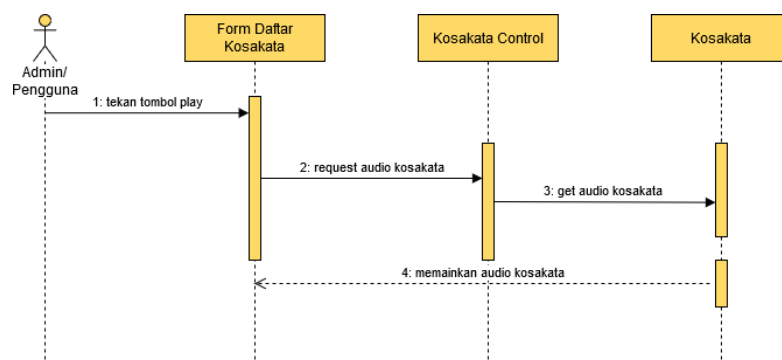 Form Daftar
Kosakata
Kosakata Control
Kosakata
Admin/
Pengguna
1: tekan tombol play
2: request audio kosakata
3: get audio kosakata
4: memainkan audio kosakata